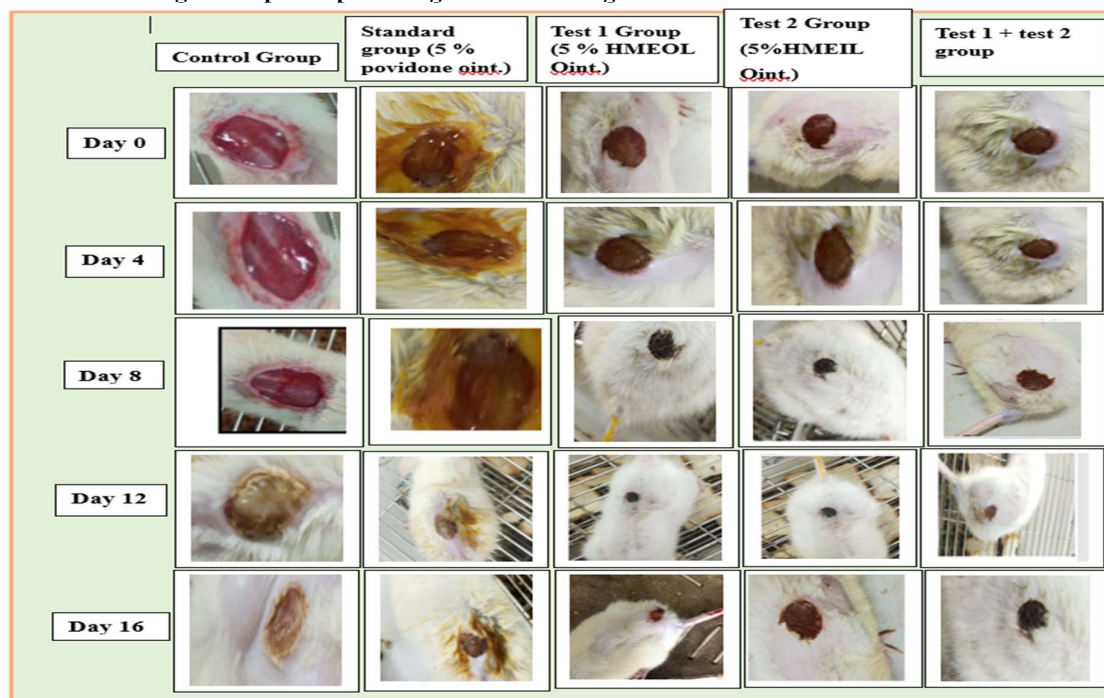 Control Group
Standard
group (5 %
povidone oint.)
Test 1 Group
(5 % HMEOL
Oint.)
Test 2 Group
(5%HMEIL
Oint.)
Test 1 + test 2
group
Day 0
Day 4
Day 8
Day 12
Day 16